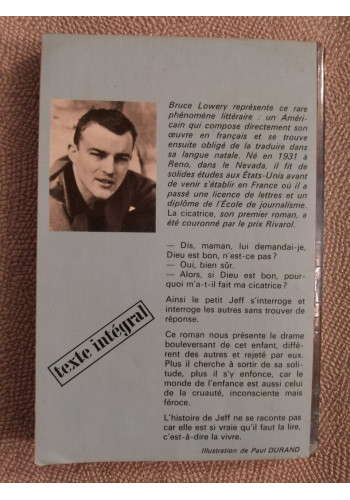 Bruce Lowery représente ce rare
phénomène littéraire : un Améri-
cain qui compose directement son
œuvre en français et se trouve
ensuite obligé de la traduire dans
sa langue natale. Né en 1931 à
Reno, dans le Nevada, il fit de
solides études aux États-Unis avant
de venir s'établir en France où il a
passé une licence de lettres et un
diplôme de l'École de journalisme.
La cicatrice, son premier roman, a
été couronné par le prix Rivarol.
— Dis, maman, lui demandai-je,
Dieu est bon, n'est-ce pas ?
— Oui, bien sûr.
— Alors, si Dieu est bon, pour-
quoi m'a-t-il fait ma cicatrice ?
Ainsi le petit Jeff s'interroge et
interroge les autres sans trouver de
réponse.
Ce roman nous présente le drame
bouleversant de cet enfant, diffé-
rent des autres et rejeté par eux.
Plus il cherche à sortir de sa soli-
tude, plus il s'y enfonce, car le
monde de l'enfance est aussi celui
de la cruauté, inconsciente mais
féroce.
L'histoire de Jeff ne se raconte pas
car elle est si vraie qu'il faut la lire,
c'est-à-dire la vivre.
Illustration de Paul DURAND
texte intégral